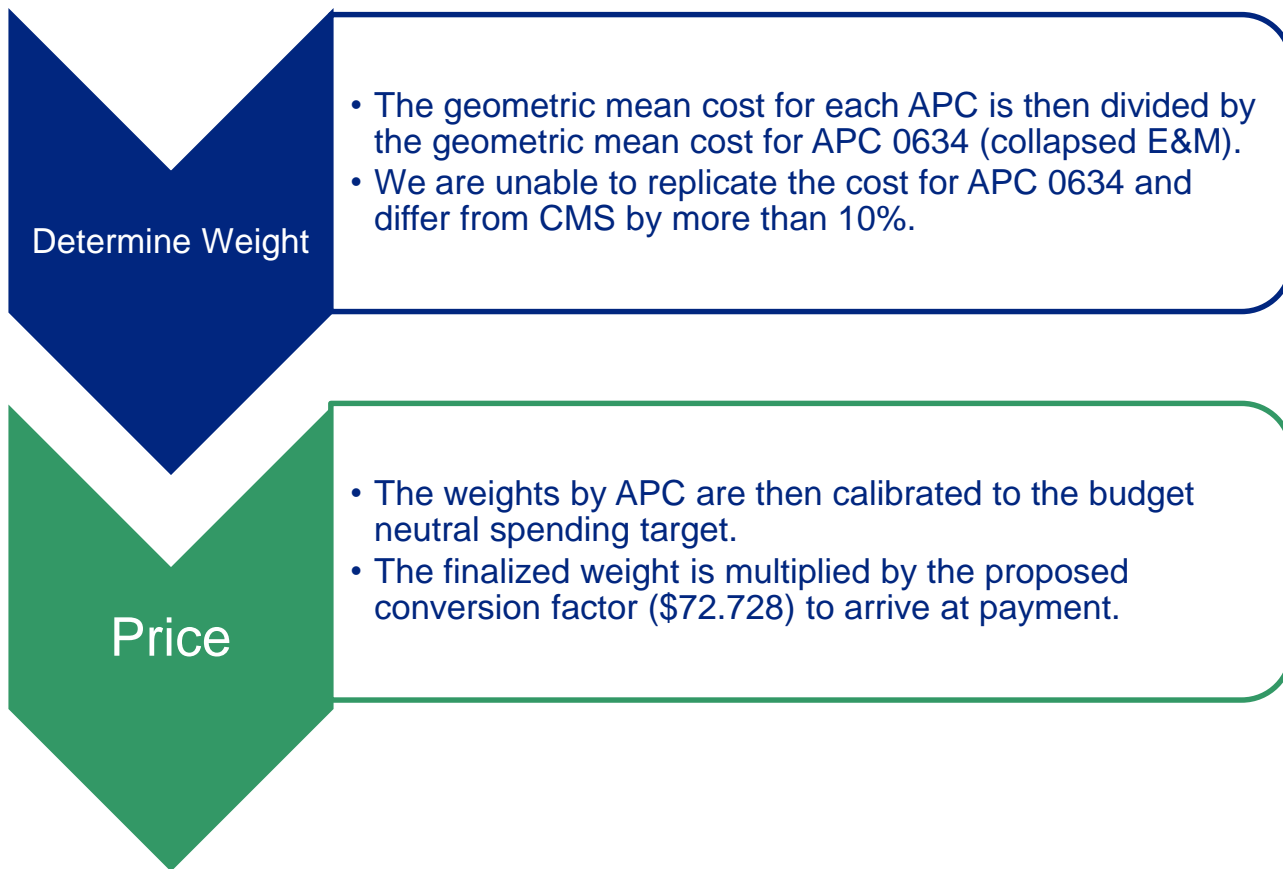 Determine Weight
• The geometric mean cost for each APC is then divided by
the geometric mean cost for APC 0634 (collapsed E&M).
• We are unable to replicate the cost for APC 0634 and
differ from CMS by more than 10%.
Price
• The weights by APC are then calibrated to the budget
neutral spending target.
• The finalized weight is multiplied by the proposed
conversion factor ($72.728) to arrive at payment.